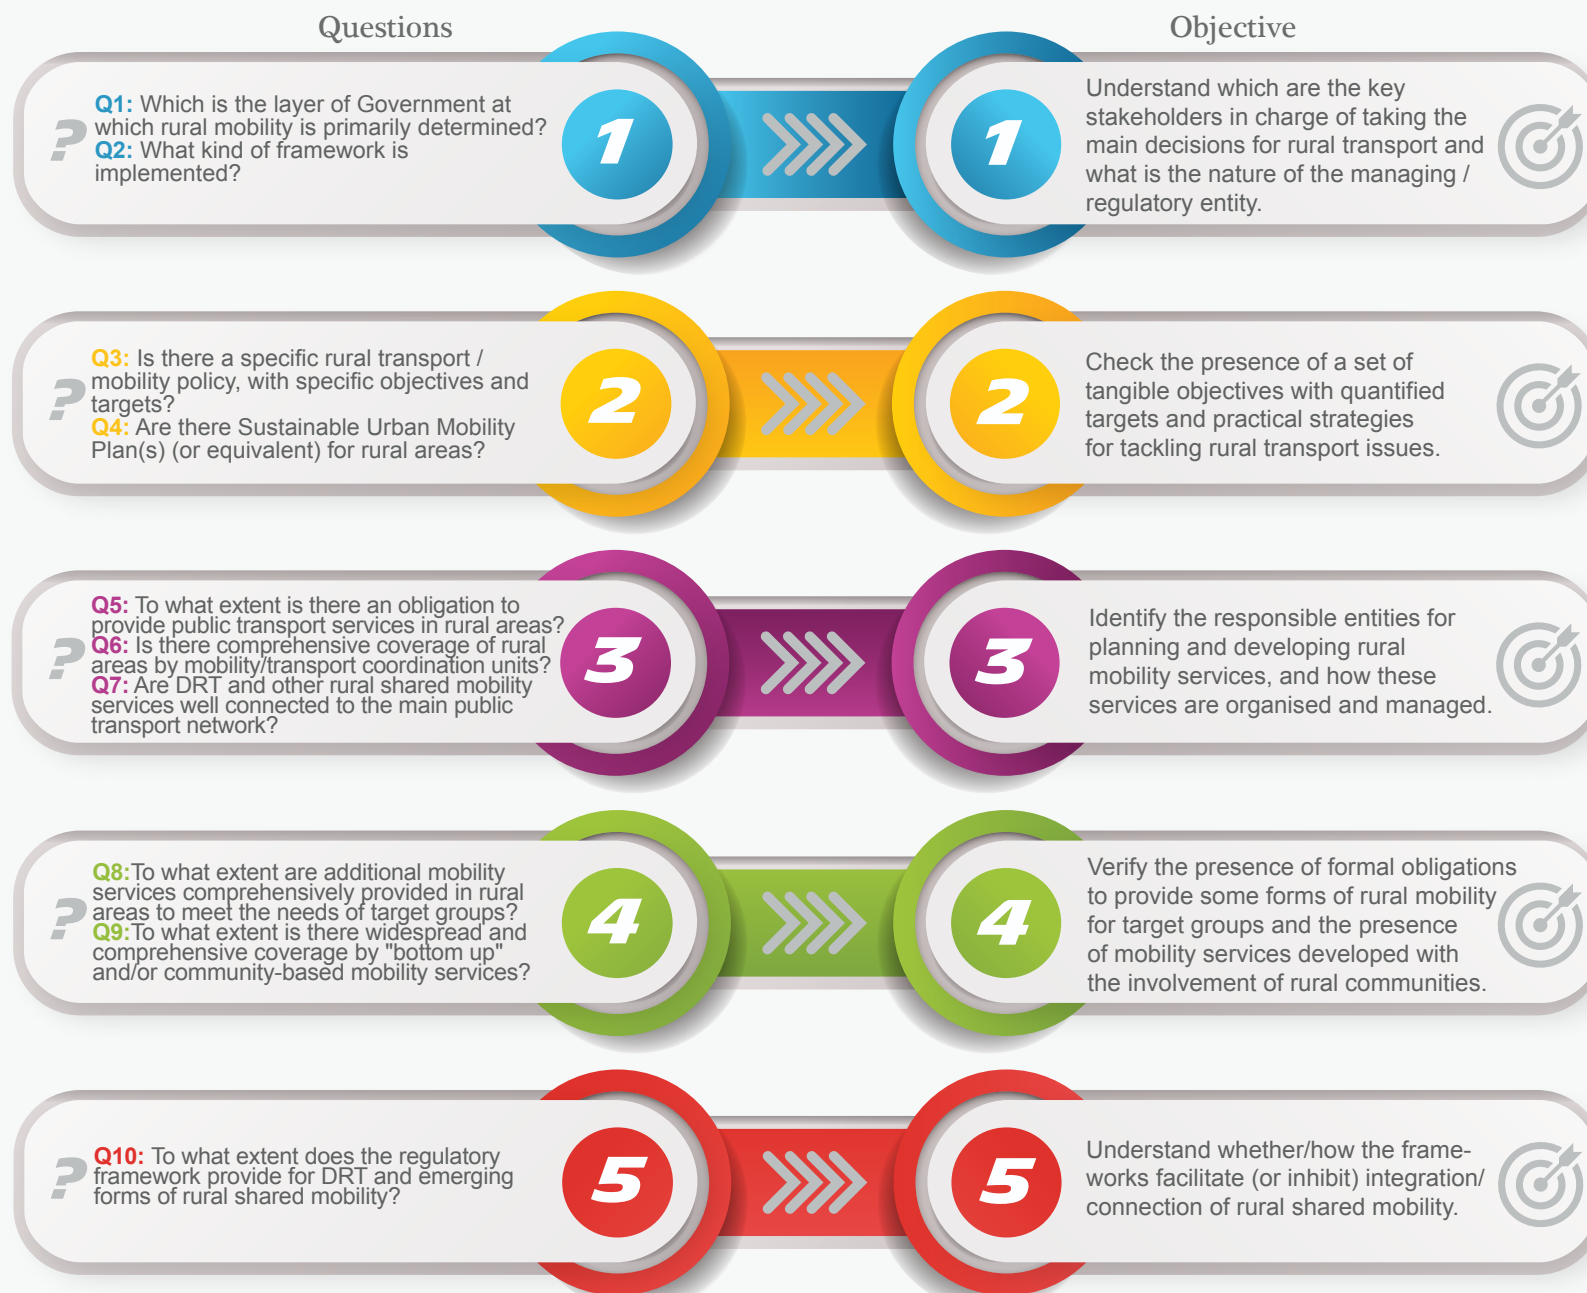 Questions
Objective
Q1: Which is the layer of Government at
which rural mobility is primarily determined?
Q2: What kind of framework is
implemented?
?
1
1
Understand which are the key
stakeholders in charge of taking the
main decisions for rural transport and
what is the nature of the managing /
regulatory entity.
Q3: Is there a specific rural transport /
mobility policy, with specific objectives and
targets?
Q4: Are there Sustainable Urban Mobility
Plan(s) (or equivalent) for rural areas?
?
2
2
Check the presence of a set of
tangible objectives with quantified
targets and practical strategies
for tackling rural transport issues.
Q5: To what extent is there an obligation to
provide public transport services in rural areas?
Q6: Is there comprehensive coverage of rural
areas by mobility/transport coordination units?
Q7: Are DRT and other rural shared mobility
services well connected to the main public
transport network?
?
3
3
Identify the responsible entities for
planning and developing rural
mobility services, and how these
services are organised and managed.
Q8:To what extent are additional mobility
services comprehensively provided in rural
areas to meet the needs of target groups?
Q9:To what extent is there widespread and
comprehensive coverage by "bottom up"
and/or community-based mobility services?
?
4
4
Verify the presence of formal obligations
to provide some forms of rural mobility
for target groups and the presence
of mobility services developed with
the involvement of rural communities.
Q10: To what extent does the regulatory
framework provide for DRT and emerging
forms of rural shared mobility?
?
5
5
Understand whether/how the frame-
works facilitate (or inhibit) integration/
connection of rural shared mobility.